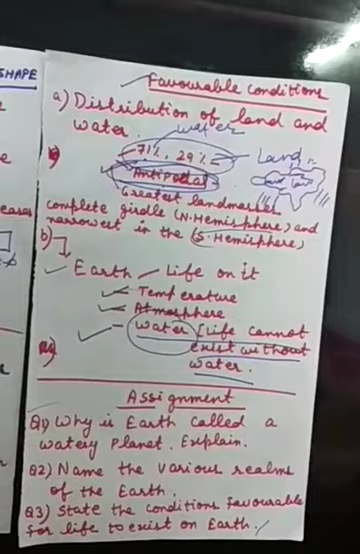 SHAPE
Favourable Conditions
a) Distribution of land and
water.
water
71%, 29%
Land
Antipodal
Greatest landmasses
complete girdle (N. Hemisphere) and
narrowest in the (S. Hemisphere)
b)
Earth - Life on it
- Temperature
- Atmosphere
- Water [Life cannot
exist without
water.
Assignment
Q1) Why is Earth called a
watery Planet. Explain.
Q2) Name the various realms
of the Earth.
Q3) State the conditions favourable
for life to exist on Earth.